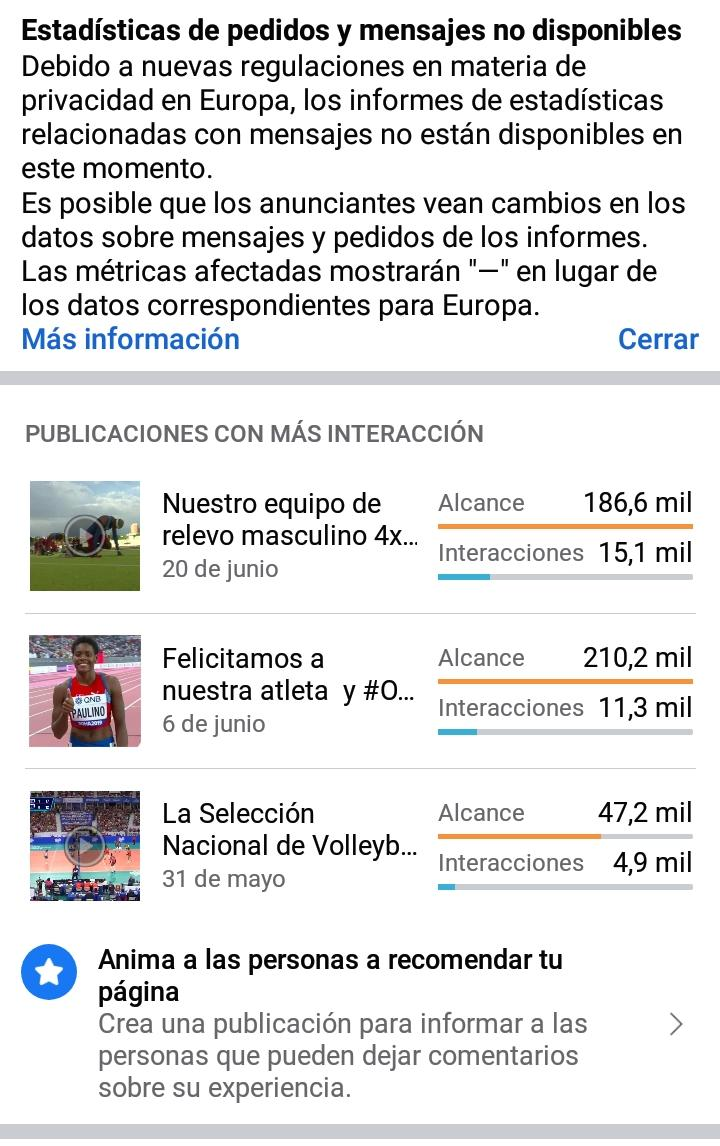 Estadísticas de pedidos y mensajes no disponibles
Debido a nuevas regulaciones en materia de
privacidad en Europa, los informes de estadísticas
relacionadas con mensajes no están disponibles en
este momento.
Es posible que los anunciantes vean cambios en los
datos sobre mensajes y pedidos de los informes.
Las métricas afectadas mostrarán "—" en lugar de
los datos correspondientes para Europa.
Más información Cerrar
PUBLICACIONES CON MÁS INTERACCIÓN
Nuestro equipo de
relevo masculino 4x...
20 de junio
Alcance 186,6 mil
Interacciones 15,1 mil
Felicitamos a
nuestra atleta  y #O...
6 de junio
Alcance 210,2 mil
Interacciones 11,3 mil
QNB
PAULINO
DOHA2019
La Selección
Nacional de Volleyb...
31 de mayo
Alcance 47,2 mil
Interacciones 4,9 mil
Anima a las personas a recomendar tu
página
Crea una publicación para informar a las
personas que pueden dejar comentarios
sobre su experiencia.